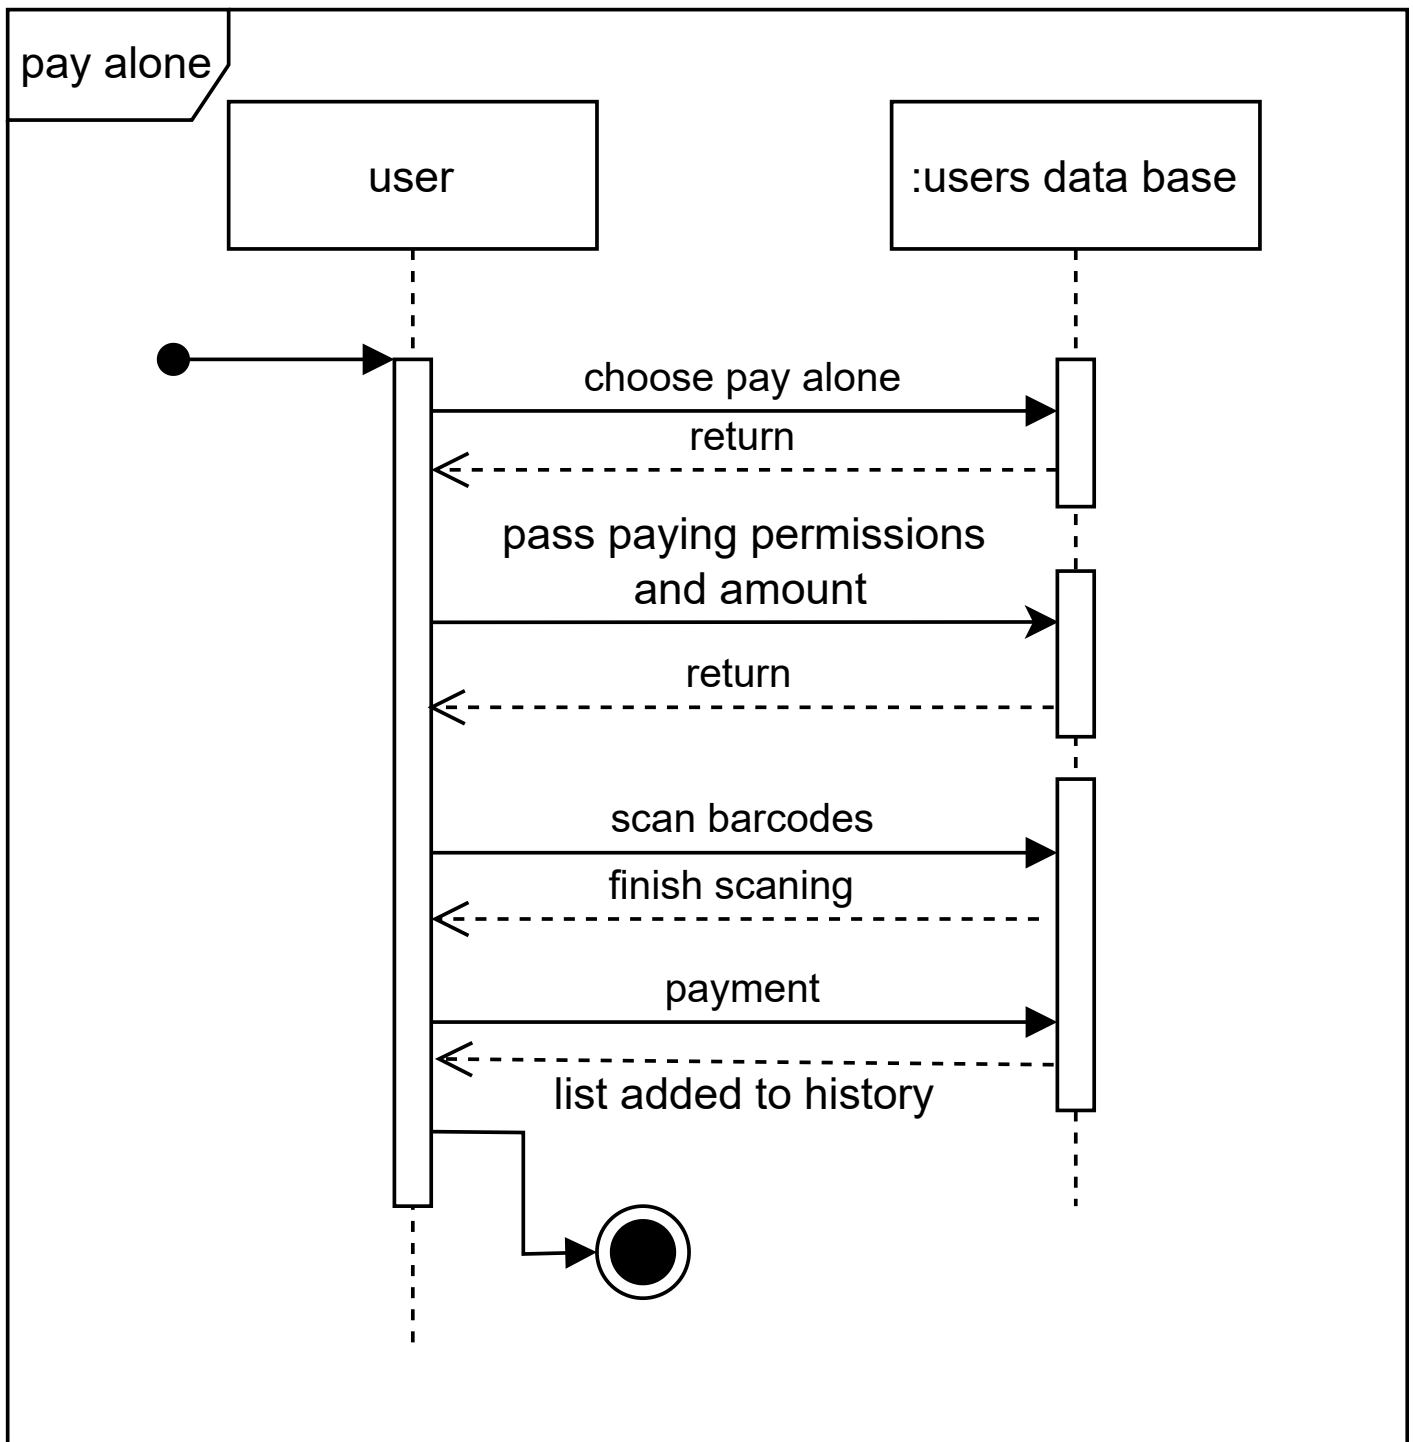 pay alone
user
:users data base
choose pay alone
return
pass paying permissions
and amount
return
scan barcodes
finish scaning
payment
list added to history